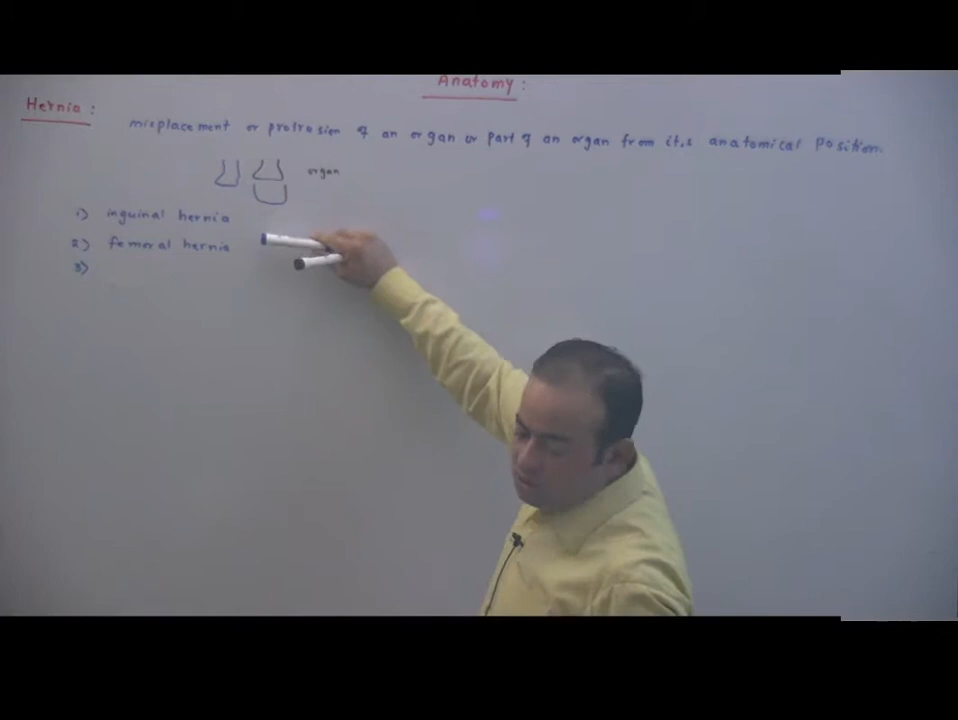 Anatomy:
Hernia:
misplacement or protrusion of an organ or part of an organ from it,s anatomical position.
organ
1) inguinal hernia
2) femoral hernia
3)